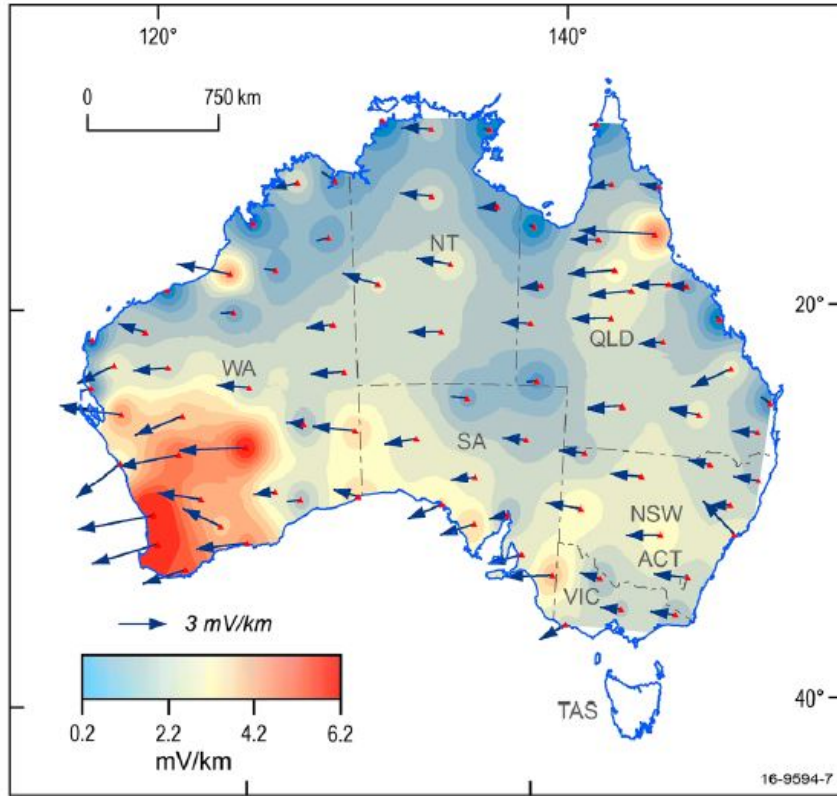 120°
140°
0
750 km
NT
20°
QLD
WA
SA
NSW
ACT
VIC
3 mV/km
40°
TAS
0.2
2.2
4.2
6.2
mV/km
16-9594-7